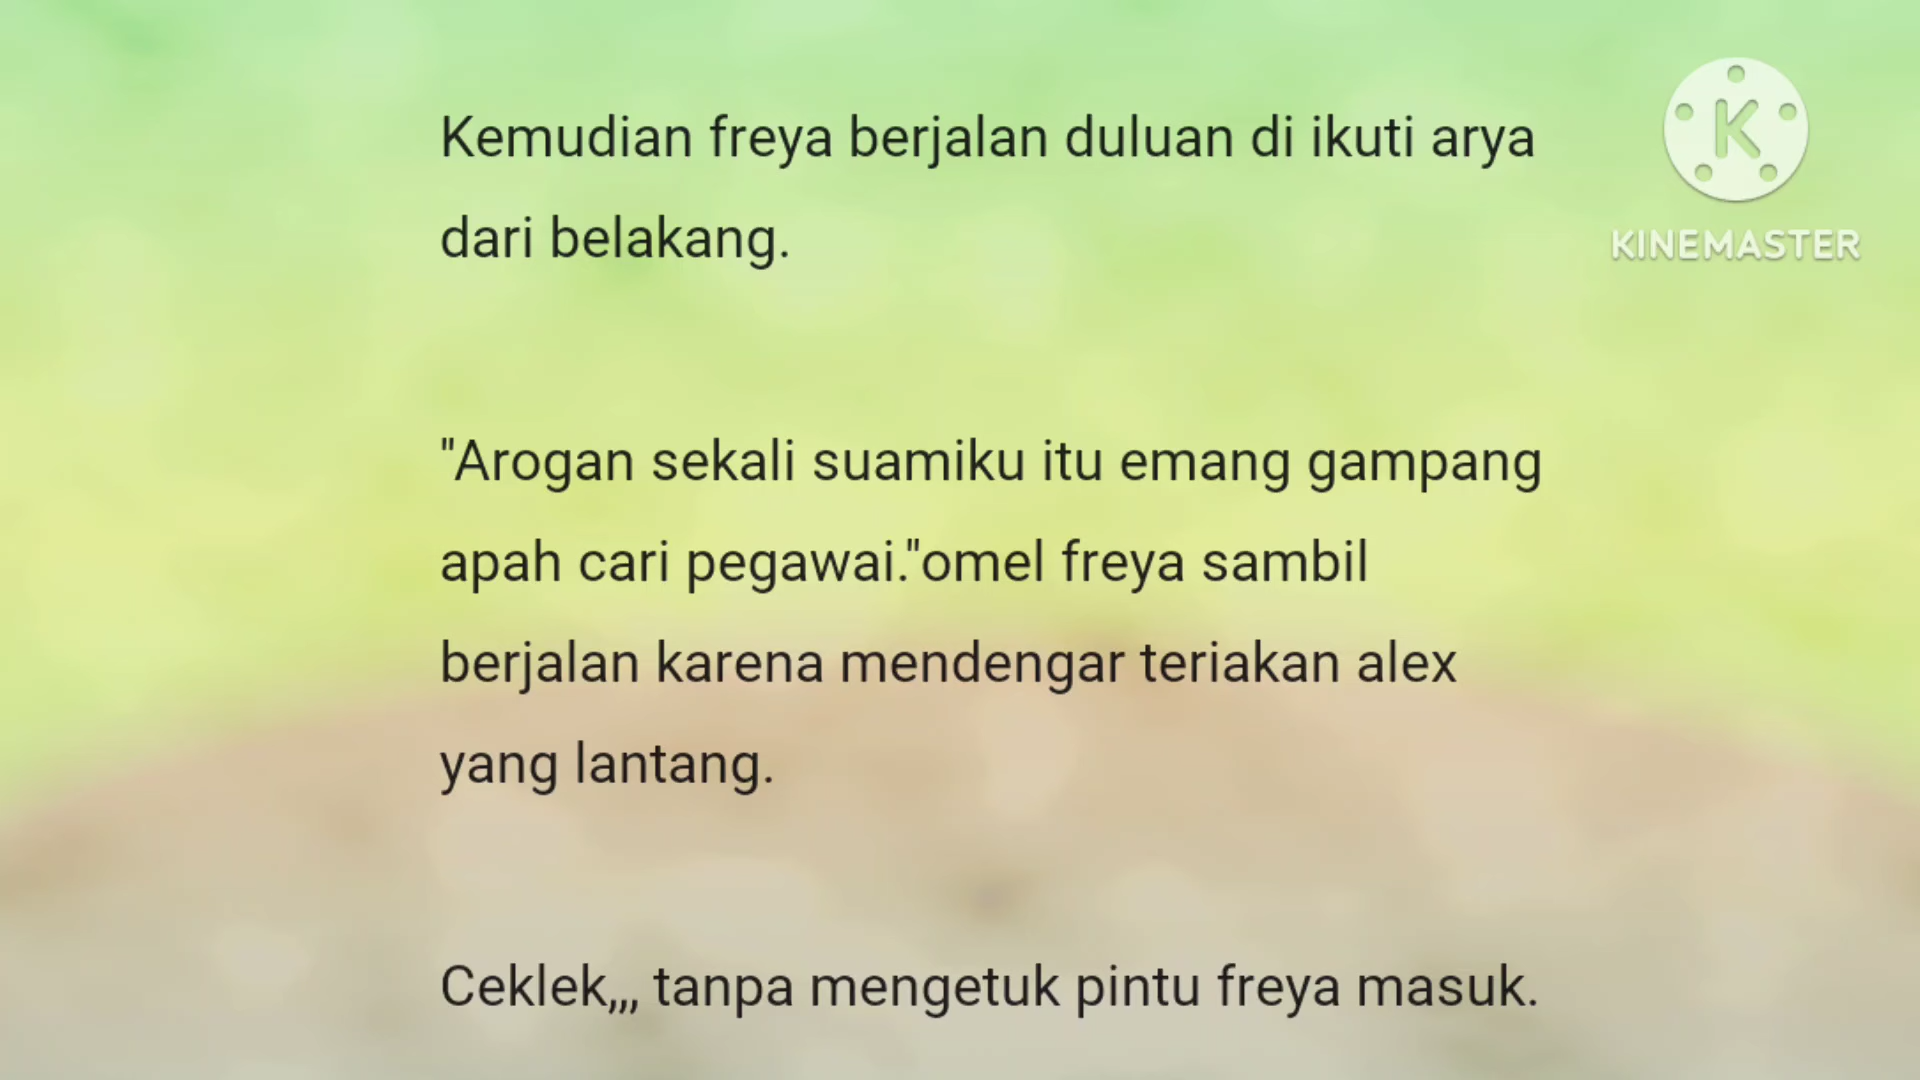 Kemudian freya berjalan duluan di ikuti arya
dari belakang.
"Arogan sekali suamiku itu emang gampang
apah cari pegawai."omel freya sambil
berjalan karena mendengar teriakan alex
yang lantang.
Ceklek,,, tanpa mengetuk pintu freya masuk.
K
KINEMASTER